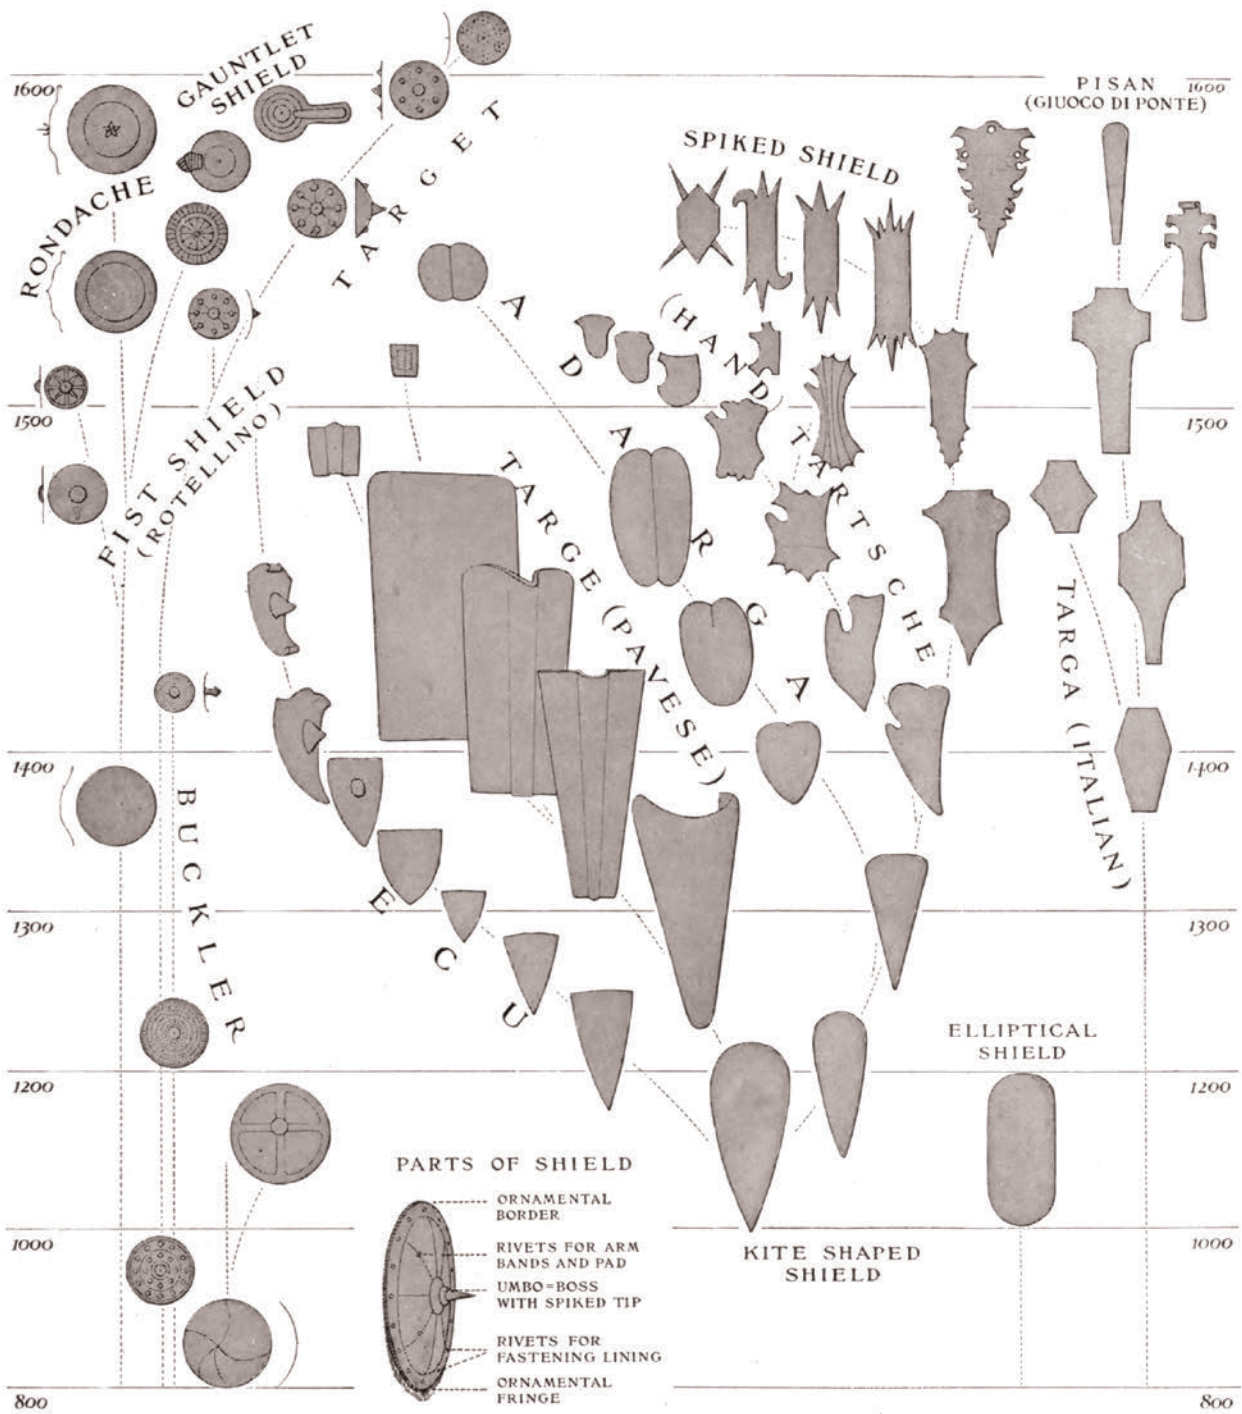 1600
GAUNTLET
SHIELD
RONDACHE
TARGET
PISAN
(GIUOCO DI PONTE)
1600
SPIKED SHIELD
ADARGA
(HAND) TARTSCHE
1500
1500
FIST SHIELD
(ROTELLINO)
TARGE (PAVESE)
TARGA (ITALIAN)
1400
1400
BUCKLER
ECU
1300
1300
ELLIPTICAL
SHIELD
1200
1200
PARTS OF SHIELD
ORNAMENTAL
BORDER
RIVETS FOR ARM
BANDS AND PAD
UMBO=BOSS
WITH SPIKED TIP
RIVETS FOR
FASTENING LINING
ORNAMENTAL
FRINGE
KITE SHAPED
SHIELD
1000
1000
800
800